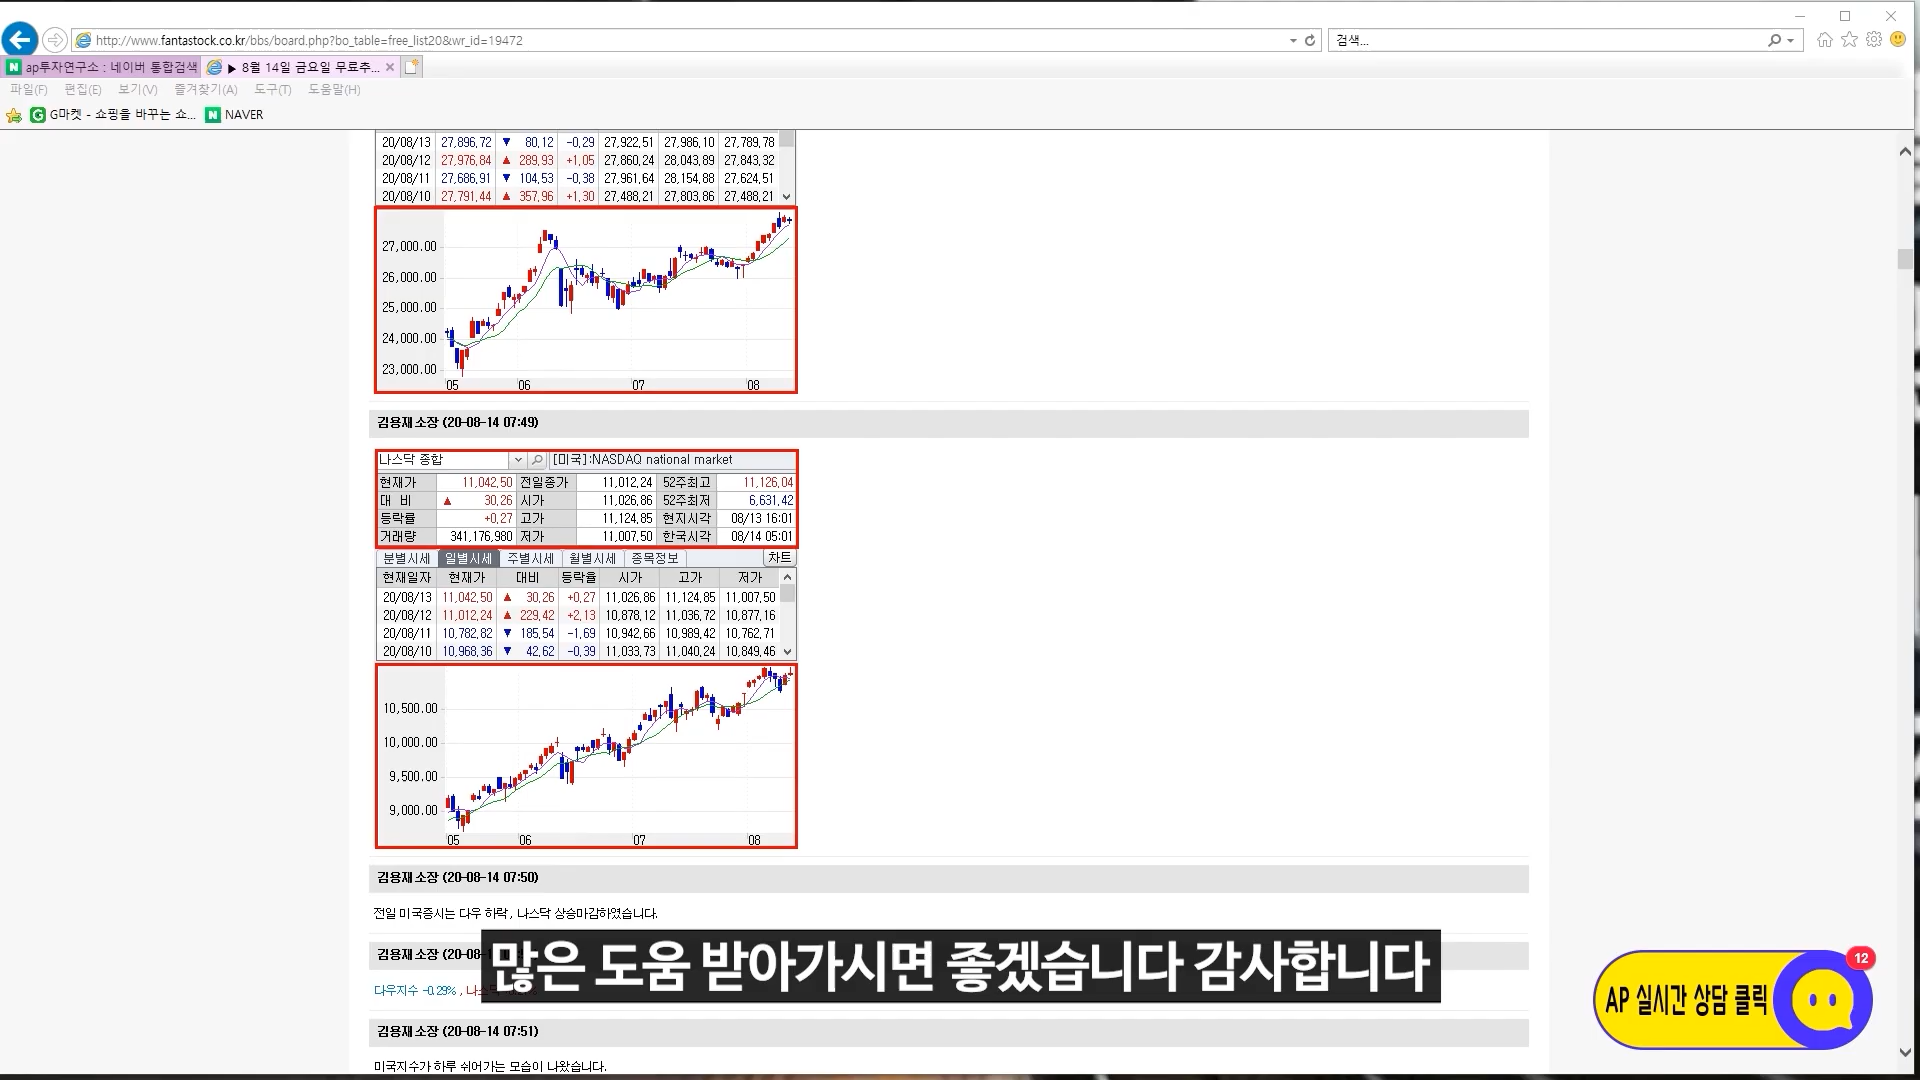 http://www.fantastock.co.kr/bbs/board.php?bo_table=free_list20&wr_id=19472
검색...
ap투자연구소 : 네이버 통합검색
▶ 8월 14일 금요일 무료추...
파일(F) 편집(E) 보기(V) 즐겨찾기(A) 도구(T) 도움말(H)
G마켓 - 쇼핑을 바꾸는 쇼...
NAVER
20/08/13 27,896,72 ▼ 80,12 -0,29 27,922,51 27,986,10 27,789,78
20/08/12 27,976,84 ▲ 289,93 +1,05 27,860,24 28,043,89 27,843,32
20/08/11 27,686,91 ▼ 104,53 -0,38 27,961,64 28,154,88 27,624,51
20/08/10 27,791,44 ▲ 357,96 +1,30 27,488,21 27,803,86 27,488,21
27,000.00
26,000.00
25,000.00
24,000.00
23,000.00
05 06 07 08
김용재소장 (20-08-14 07:49)
나스닥 종합 [미국]:NASDAQ national market
현재가 11,042,50 전일종가 11,012,24 52주최고 11,126,04
대 비 ▲ 30,26 시가 11,026,86 52주최저 6,631,42
등락률 +0,27 고가 11,124,85 현지시각 08/13 16:01
거래량 341,176,980 저가 11,007,50 한국시각 08/14 05:01
분별시세 일별시세 주별시세 월별시세 종목정보 차트
현재일자 현재가 대비 등락율 시가 고가 저가
20/08/13 11,042,50 ▲ 30,26 +0,27 11,026,86 11,124,85 11,007,50
20/08/12 11,012,24 ▲ 229,42 +2,13 10,878,12 11,036,72 10,877,16
20/08/11 10,782,82 ▼ 185,54 -1,69 10,942,66 10,989,42 10,762,71
20/08/10 10,968,36 ▼ 42,62 -0,39 11,033,73 11,040,24 10,849,46
10,500.00
10,000.00
9,500.00
9,000.00
05 06 07 08
김용재소장 (20-08-14 07:50)
전일 미국증시는 다우 하락, 나스닥 상승마감하였습니다.
김용재소장 (20-08-
많은 도움 받아가시면 좋겠습니다 감사합니다
다우지수 -0.29% , 나스닥
김용재소장 (20-08-14 07:51)
미국지수가 하루 쉬어가는 모습이 나왔습니다.
AP 실시간 상담 클릭
12